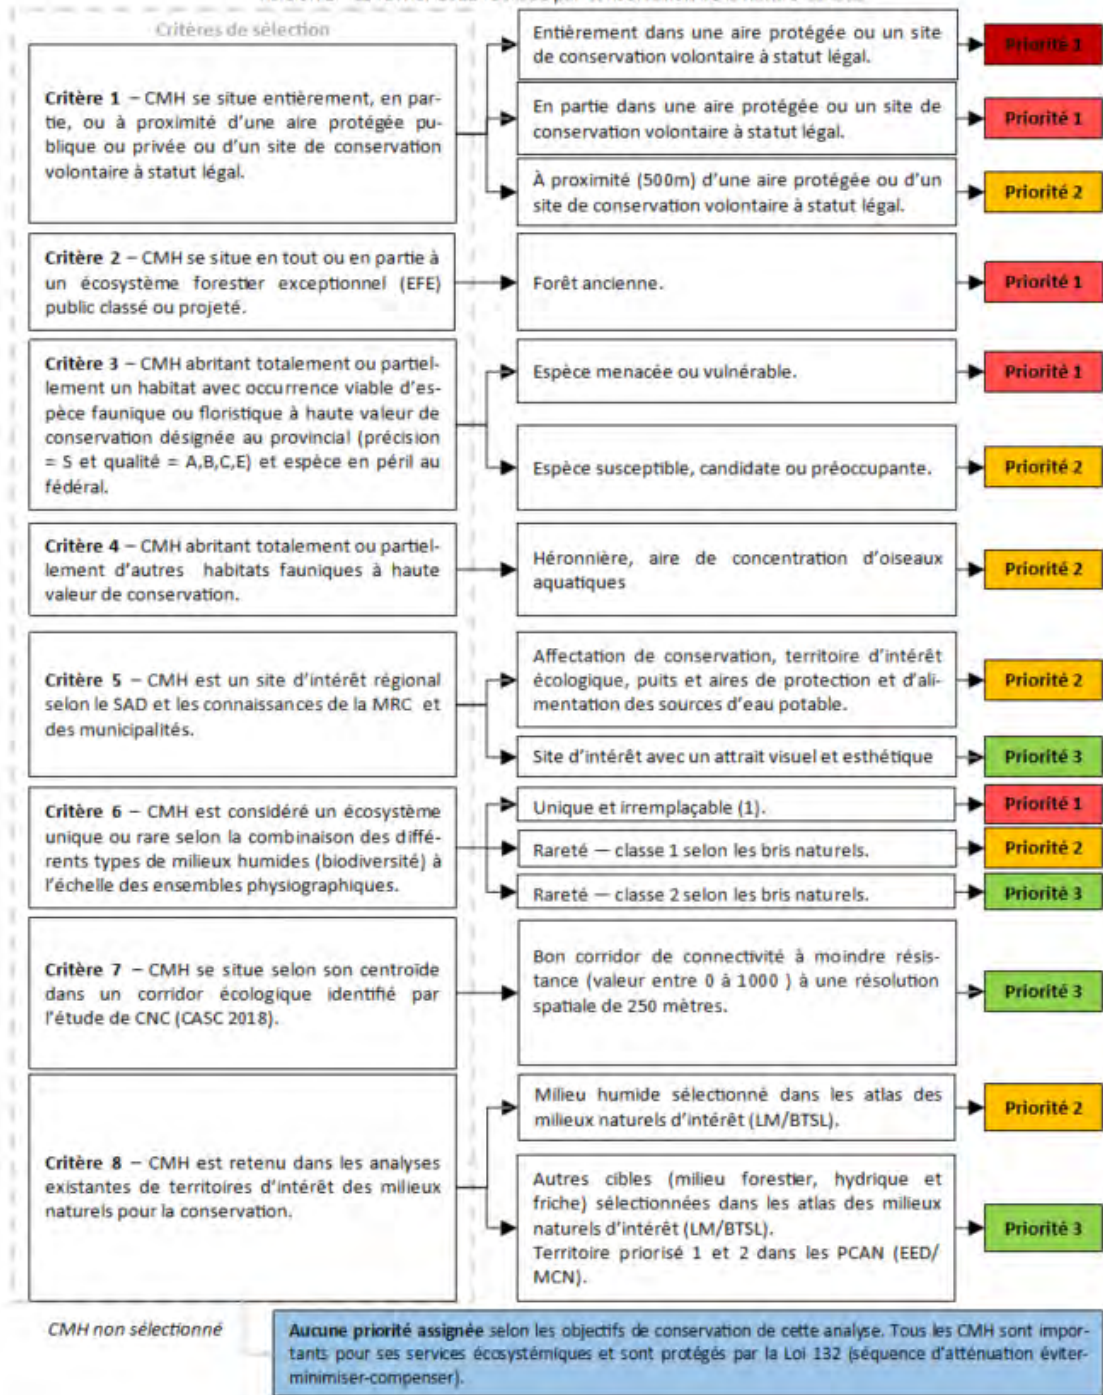 Critères de sélection
Critère 1 – CMH se situe entièrement, en par-
tie, ou à proximité d'une aire protégée pu-
blique ou privée ou d'un site de conservation
volontaire à statut légal.
Entièrement dans une aire protégée ou un site
de conservation volontaire à statut légal.
Priorité 1
En partie dans une aire protégée ou un site de
conservation volontaire à statut légal.
Priorité 1
À proximité (500m) d'une aire protégée ou d'un
site de conservation volontaire à statut légal.
Priorité 2
Critère 2 – CMH se situe en tout ou en partie à
un écosystème forestier exceptionnel (EFE)
public classé ou projeté.
Forêt ancienne.
Priorité 1
Critère 3 – CMH abritant totalement ou partiel-
lement un habitat avec occurrence viable d'es-
pèce faunique ou floristique à haute valeur de
conservation désignée au provincial (précision
= S et qualité = A,B,C,E) et espèce en péril au
fédéral.
Espèce menacée ou vulnérable.
Priorité 1
Espèce susceptible, candidate ou préoccupante.
Priorité 2
Critère 4 – CMH abritant totalement ou partiel-
lement d'autres habitats fauniques à haute
valeur de conservation.
Héronnière, aire de concentration d'oiseaux
aquatiques
Priorité 2
Critère 5 – CMH est un site d'intérêt régional
selon le SAD et les connaissances de la MRC et
des municipalités.
Affectation de conservation, territoire d'intérêt
écologique, puits et aires de protection et d'ali-
mentation des sources d'eau potable.
Priorité 2
Site d'intérêt avec un attrait visuel et esthétique
Priorité 3
Critère 6 – CMH est considéré un écosystème
unique ou rare selon la combinaison des diffé-
rents types de milieux humides (biodiversité) à
l'échelle des ensembles physiographiques.
Unique et irremplaçable (1).
Priorité 1
Rareté — classe 1 selon les bris naturels.
Priorité 2
Rareté — classe 2 selon les bris naturels.
Priorité 3
Critère 7 – CMH se situe selon son centroïde
dans un corridor écologique identifié par
l'étude de CNC (CASC 2018).
Bon corridor de connectivité à moindre résis-
tance (valeur entre 0 à 1000 ) à une résolution
spatiale de 250 mètres.
Priorité 3
Critère 8 – CMH est retenu dans les analyses
existantes de territoires d'intérêt des milieux
naturels pour la conservation.
Milieu humide sélectionné dans les atlas des
milieux naturels d'intérêt (LM/BTSL).
Priorité 2
Autres cibles (milieu forestier, hydrique et
friche) sélectionnées dans les atlas des milieux
naturels d'intérêt (LM/BTSL).
Territoire priorisé 1 et 2 dans les PCAN (EED/
MCN).
Priorité 3
CMH non sélectionné
Aucune priorité assignée selon les objectifs de conservation de cette analyse. Tous les CMH sont impor-
tants pour ses services écosystémiques et sont protégés par la Loi 132 (séquence d'atténuation éviter-
minimiser-compenser).